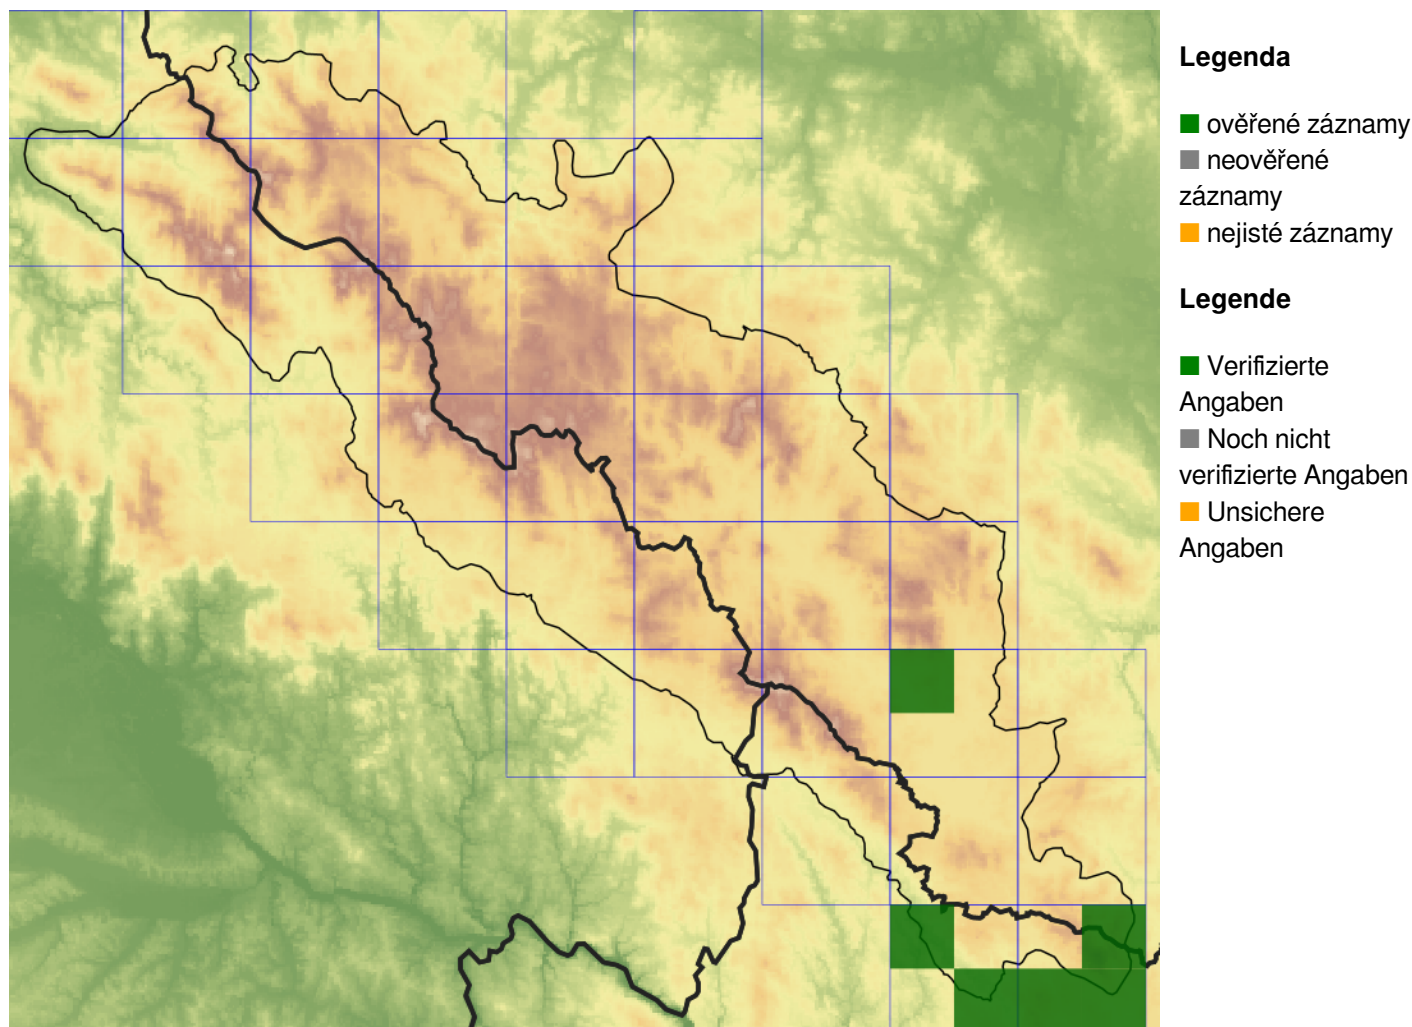 Legenda
ověřené záznamy
neověřené
záznamy
nejisté záznamy
Legende
Verifizierte
Angaben
Noch nicht
verifizierte Angaben
Unsichere
Angaben